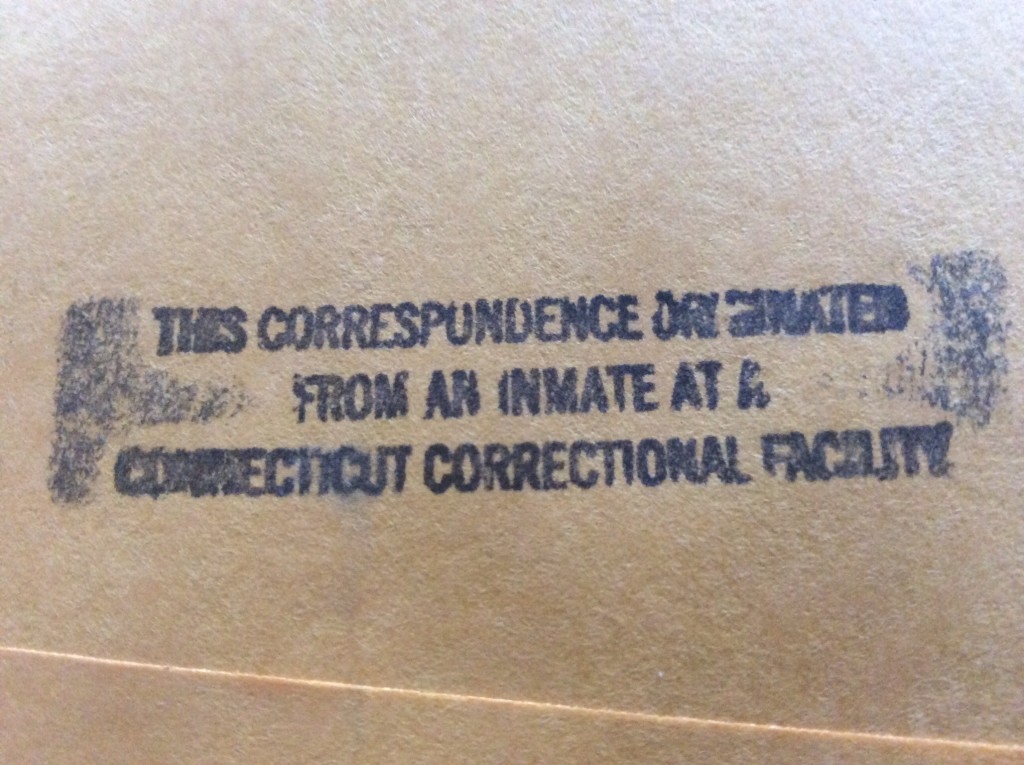 THIS CORRESPONDENCE ORIGINATED
FROM AN INMATE AT A
CONNECTICUT CORRECTIONAL FACILITY